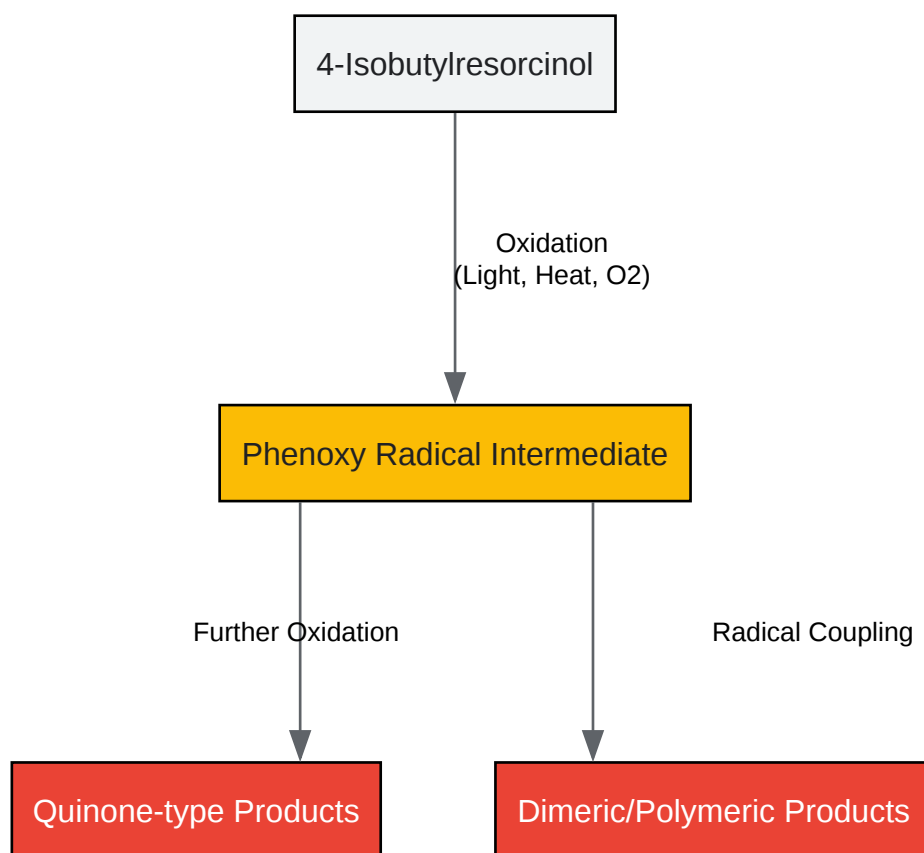 4-Isobutylresorcinol
Oxidation
(Light, Heat, O2)
Phenoxy Radical Intermediate
Further Oxidation
Radical Coupling
Quinone-type Products
Dimeric/Polymeric Products